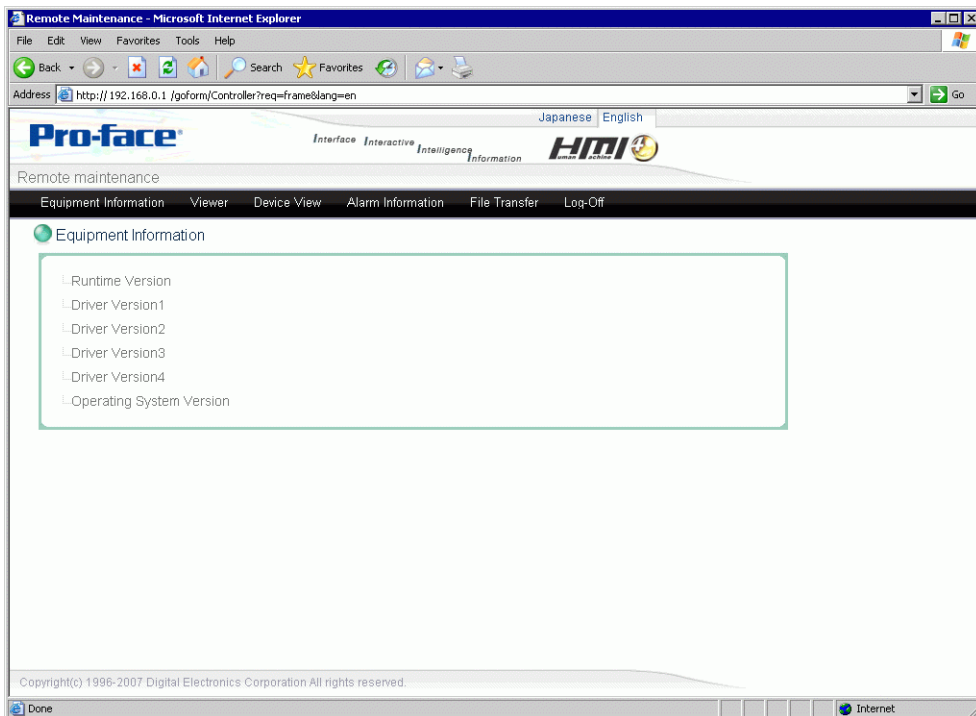 Remote Maintenance - Microsoft Internet Explorer
File Edit View Favorites Tools Help
Back Search Favorites
Address http://192.168.0.1 /goform/Controller?req=frame&lang=en Go
Japanese English
Pro-face
Interface Interactive Intelligence Information
HMI
Human Machine
Remote maintenance
Equipment Information Viewer Device View Alarm Information File Transfer Log-Off
Equipment Information
Runtime Version
Driver Version1
Driver Version2
Driver Version3
Driver Version4
Operating System Version
Copyright(c) 1996-2007 Digital Electronics Corporation All rights reserved.
Done Internet